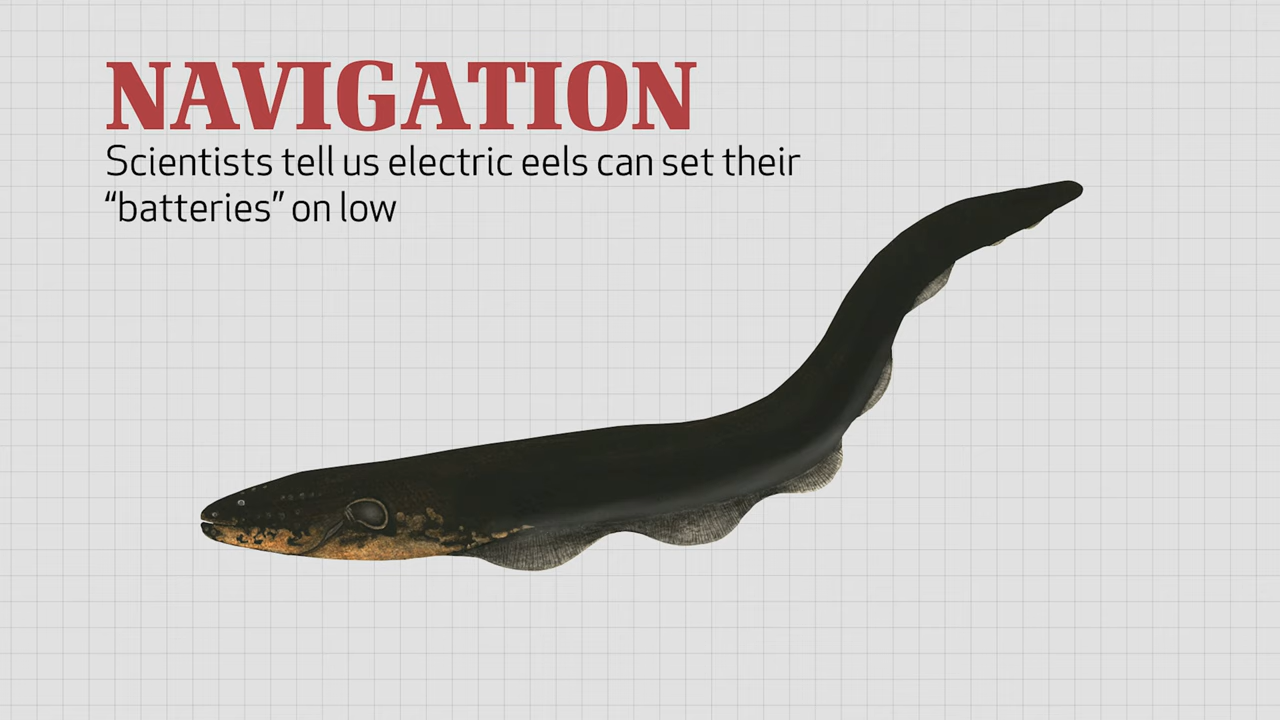 NAVIGATION
Scientists tell us electric eels can set their
“batteries” on low